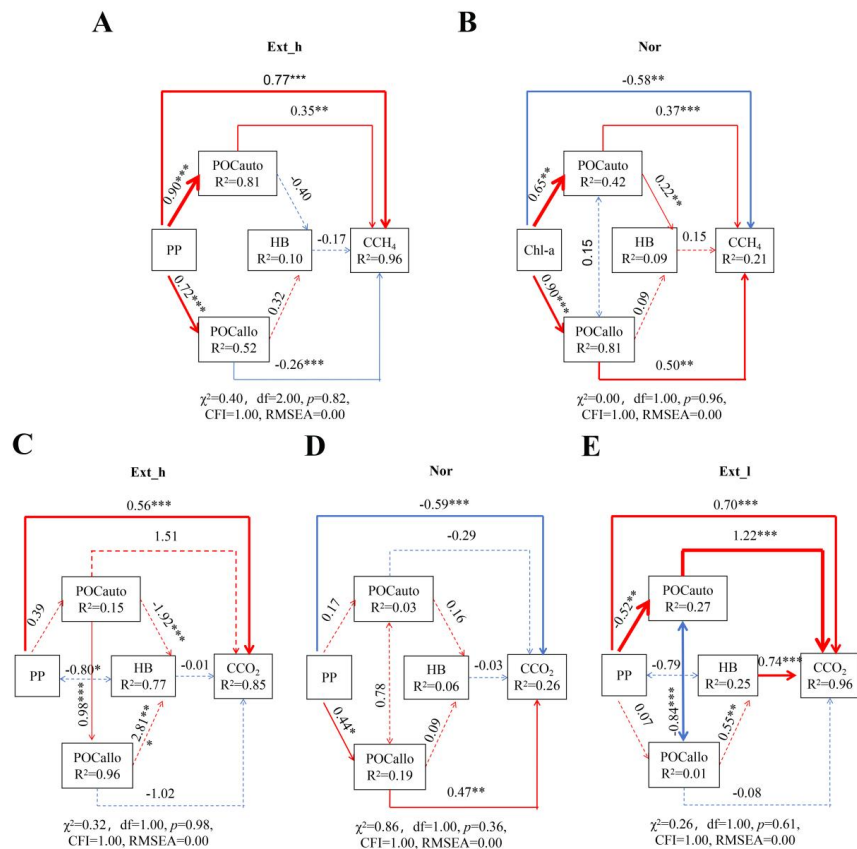 A
Ext_h
0.77***
0.35**
POCauto
R²=0.81
0.90***
-0.40
PP
HB
R²=0.10
-0.17
CCH₄
R²=0.96
0.72***
0.32
POCallo
R²=0.52
-0.26***
χ²=0.40, df=2.00, p=0.82,
CFI=1.00, RMSEA=0.00
B
Nor
-0.58**
0.37***
POCauto
R²=0.42
0.65**
0.22**
0.15
Chl-a
HB
R²=0.09
0.15
CCH₄
R²=0.21
0.90***
0.09
POCallo
R²=0.81
0.50**
χ²=0.00, df=1.00, p=0.96,
CFI=1.00, RMSEA=0.00
C
Ext_h
0.56***
1.51
POCauto
R²=0.15
0.39
-1.92***
PP
-0.80*
HB
R²=0.77
-0.01
CCO₂
R²=0.85
0.98***
2.81**
*
POCallo
R²=0.96
-1.02
χ²=0.32, df=1.00, p=0.98,
CFI=1.00, RMSEA=0.00
D
Nor
-0.59***
-0.29
POCauto
R²=0.03
0.17
0.16
PP
HB
R²=0.06
-0.03
CCO₂
R²=0.26
0.78
0.44*
0.09
POCallo
R²=0.19
0.47**
χ²=0.86, df=1.00, p=0.36,
CFI=1.00, RMSEA=0.00
E
Ext_l
0.70***
1.22***
POCauto
R²=0.27
-0.52**
PP
-0.79
HB
R²=0.25
0.74***
CCO₂
R²=0.96
-0.84***
0.07
0.55**
POCallo
R²=0.01
-0.08
χ²=0.26, df=1.00, p=0.61,
CFI=1.00, RMSEA=0.00